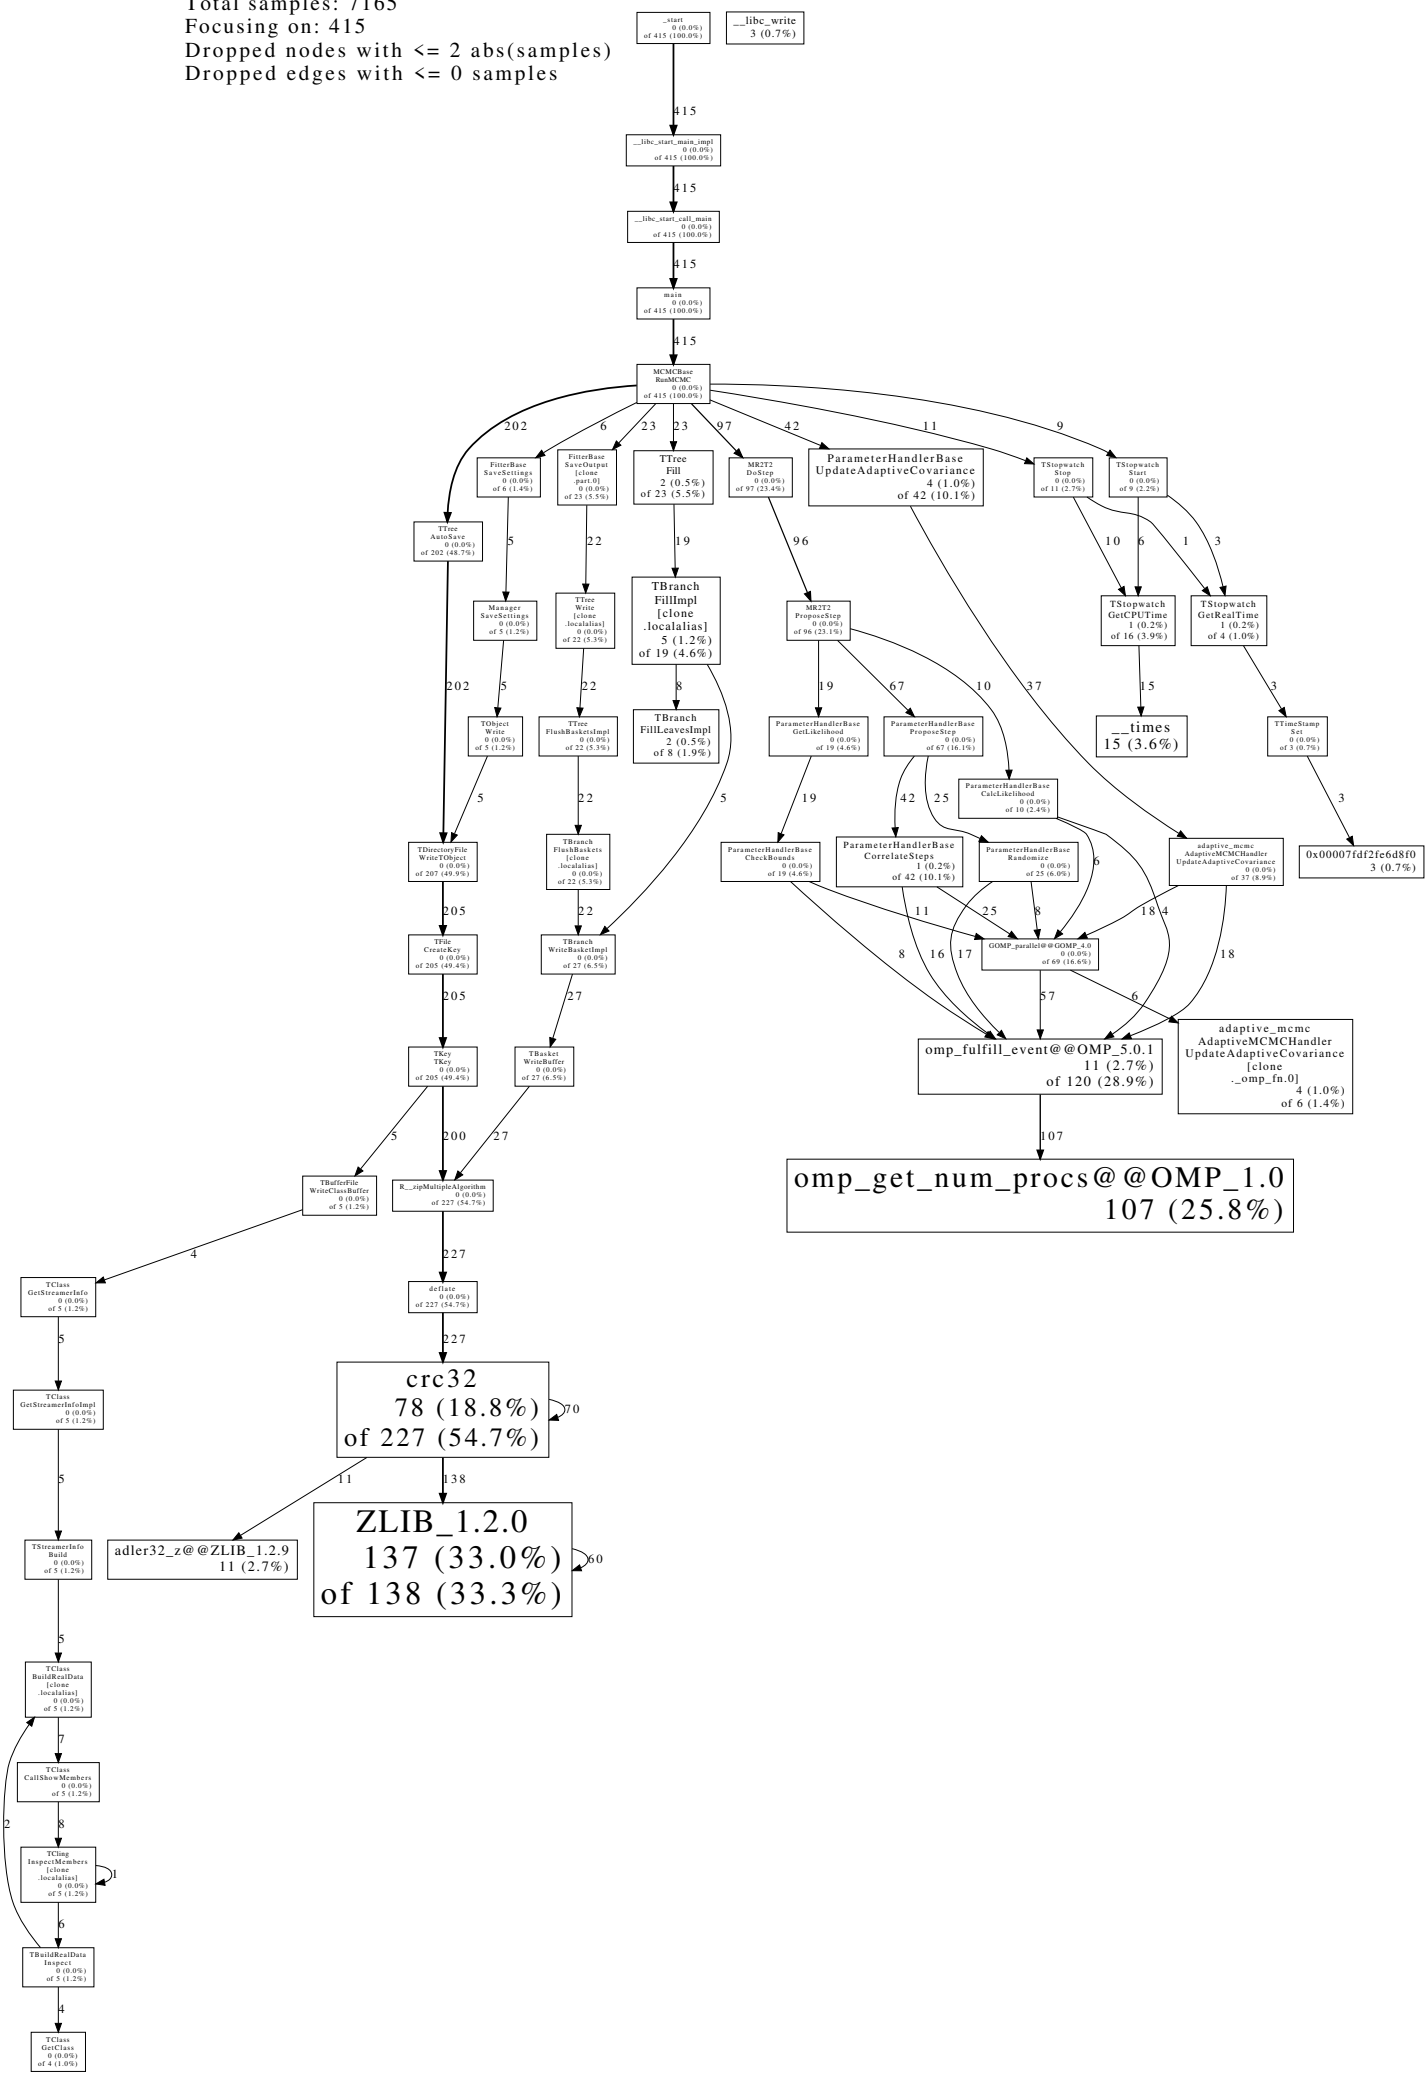 Total samples: 7165
Focusing on: 415
Dropped nodes with <= 2 abs(samples)
Dropped edges with <= 0 samples
_start
0 (0.0%)
of 415 (100.0%)
__libc_write
3 (0.7%)
415
__libc_start_main_impl
0 (0.0%)
of 415 (100.0%)
415
__libc_start_call_main
0 (0.0%)
of 415 (100.0%)
415
main
0 (0.0%)
of 415 (100.0%)
415
MCMCBase
RunMCMC
0 (0.0%)
of 415 (100.0%)
202
6
23
23
97
42
11
9
FitterBase
SaveSettings
0 (0.0%)
of 6 (1.4%)
FitterBase
SaveOutput
[clone
.part.0]
0 (0.0%)
of 23 (5.5%)
TTree
Fill
2 (0.5%)
of 23 (5.5%)
MR2T2
DoStep
0 (0.0%)
of 97 (23.4%)
ParameterHandlerBase
UpdateAdaptiveCovariance
4 (1.0%)
of 42 (10.1%)
TStopwatch
Stop
0 (0.0%)
of 11 (2.7%)
TStopwatch
Start
0 (0.0%)
of 9 (2.2%)
TTree
AutoSave
0 (0.0%)
of 202 (48.7%)
5
22
19
96
10
6
1
3
Manager
SaveSettings
0 (0.0%)
of 5 (1.2%)
TTree
Write
[clone
.localalias]
0 (0.0%)
of 22 (5.3%)
TBranch
FillImpl
[clone
.localalias]
5 (1.2%)
of 19 (4.6%)
MR2T2
ProposeStep
0 (0.0%)
of 96 (23.1%)
TStopwatch
GetCPUTime
1 (0.2%)
of 16 (3.9%)
TStopwatch
GetRealTime
1 (0.2%)
of 4 (1.0%)
202
5
22
8
19
67
10
37
15
3
TObject
Write
0 (0.0%)
of 5 (1.2%)
TTree
FlushBasketsImpl
0 (0.0%)
of 22 (5.3%)
TBranch
FillLeavesImpl
2 (0.5%)
of 8 (1.9%)
ParameterHandlerBase
GetLikelihood
0 (0.0%)
of 19 (4.6%)
ParameterHandlerBase
ProposeStep
0 (0.0%)
of 67 (16.1%)
__times
15 (3.6%)
TTimeStamp
Set
0 (0.0%)
of 3 (0.7%)
ParameterHandlerBase
CalcLikelihood
0 (0.0%)
of 10 (2.4%)
5
22
5
19
42
25
3
TDirectoryFile
WriteTObject
0 (0.0%)
of 207 (49.9%)
TBranch
FlushBaskets
[clone
.localalias]
0 (0.0%)
of 22 (5.3%)
ParameterHandlerBase
CheckBounds
0 (0.0%)
of 19 (4.6%)
ParameterHandlerBase
CorrelateSteps
1 (0.2%)
of 42 (10.1%)
ParameterHandlerBase
Randomize
0 (0.0%)
of 25 (6.0%)
6
adaptive_mcmc
AdaptiveMCMCHandler
UpdateAdaptiveCovariance
0 (0.0%)
of 37 (8.9%)
0x00007fdf2fe6d8f0
3 (0.7%)
205
22
11
25
8
18
4
TFile
CreateKey
0 (0.0%)
of 205 (49.4%)
TBranch
WriteBasketImpl
0 (0.0%)
of 27 (6.5%)
GOMP_parallel@@GOMP_4.0
0 (0.0%)
of 69 (16.6%)
8
16
17
18
205
27
57
6
TKey
TKey
0 (0.0%)
of 205 (49.4%)
TBasket
WriteBuffer
0 (0.0%)
of 27 (6.5%)
omp_fulfill_event@@OMP_5.0.1
11 (2.7%)
of 120 (28.9%)
adaptive_mcmc
AdaptiveMCMCHandler
UpdateAdaptiveCovariance
[clone
._omp_fn.0]
4 (1.0%)
of 6 (1.4%)
5
200
27
107
TBufferFile
WriteClassBuffer
0 (0.0%)
of 5 (1.2%)
R__zipMultipleAlgorithm
0 (0.0%)
of 227 (54.7%)
omp_get_num_procs@@OMP_1.0
107 (25.8%)
4
227
TClass
GetStreamerInfo
0 (0.0%)
of 5 (1.2%)
deflate
0 (0.0%)
of 227 (54.7%)
5
227
TClass
GetStreamerInfoImpl
0 (0.0%)
of 5 (1.2%)
crc32
78 (18.8%)
of 227 (54.7%)
70
5
11
138
TStreamerInfo
Build
0 (0.0%)
of 5 (1.2%)
adler32_z@@ZLIB_1.2.9
11 (2.7%)
ZLIB_1.2.0
137 (33.0%)
of 138 (33.3%)
60
5
TClass
BuildRealData
[clone
.localalias]
0 (0.0%)
of 5 (1.2%)
7
TClass
CallShowMembers
0 (0.0%)
of 5 (1.2%)
2
8
TCling
InspectMembers
[clone
.localalias]
0 (0.0%)
of 5 (1.2%)
1
6
TBuildRealData
Inspect
0 (0.0%)
of 5 (1.2%)
4
TClass
GetClass
0 (0.0%)
of 4 (1.0%)